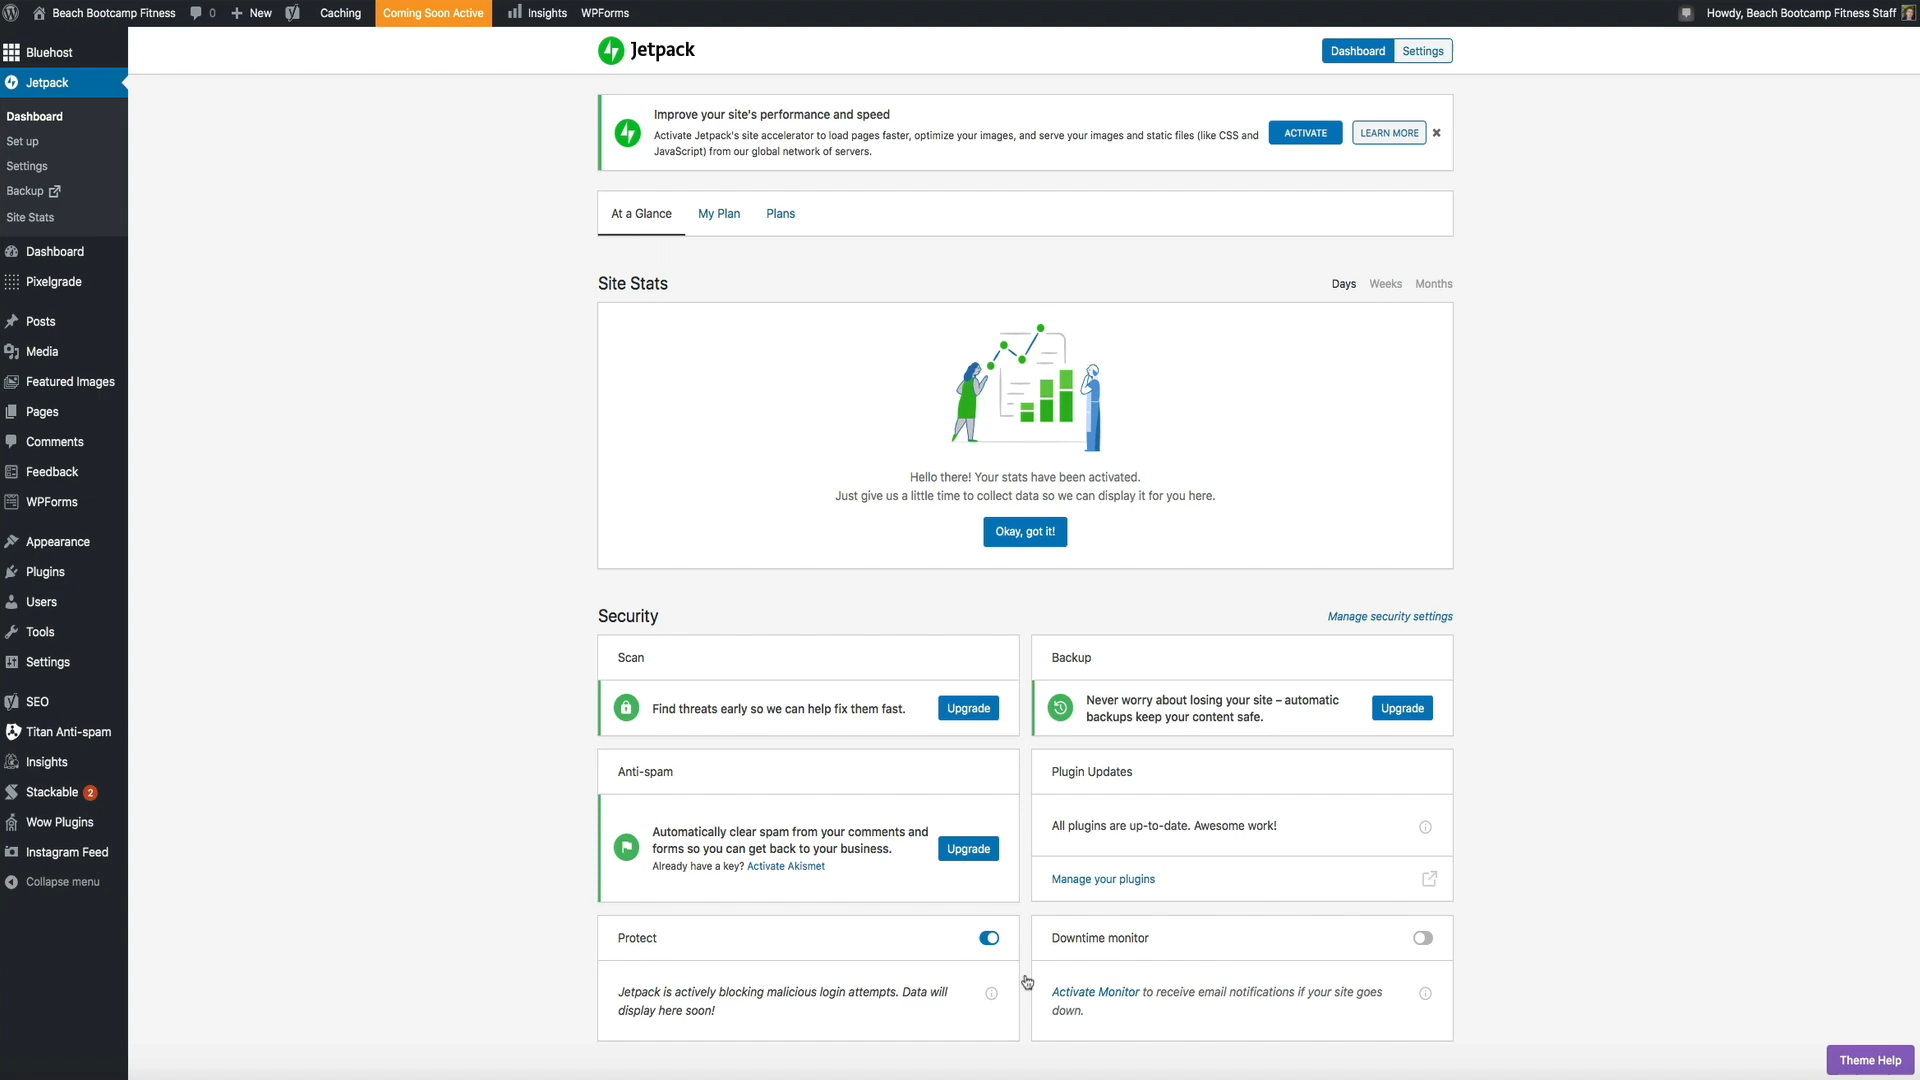 Beach Bootcamp Fitness
0
New
Caching
Coming Soon Active
Insights
WPForms
Howdy, Beach Bootcamp Fitness Staff
Bluehost
Jetpack
Dashboard
Set up
Settings
Backup
Site Stats
Dashboard
Pixelgrade
Posts
Media
Featured Images
Pages
Comments
Feedback
WPForms
Appearance
Plugins
Users
Tools
Settings
SEO
Titan Anti-spam
Insights
Stackable 2
Wow Plugins
Instagram Feed
Collapse menu
Jetpack
Dashboard
Settings
Improve your site's performance and speed
Activate Jetpack's site accelerator to load pages faster, optimize your images, and serve your images and static files (like CSS and
JavaScript) from our global network of servers.
ACTIVATE
LEARN MORE
At a Glance
My Plan
Plans
Site Stats
Days
Weeks
Months
Hello there! Your stats have been activated.
Just give us a little time to collect data so we can display it for you here.
Okay, got it!
Security
Manage security settings
Scan
Find threats early so we can help fix them fast.
Upgrade
Backup
Never worry about losing your site – automatic
backups keep your content safe.
Upgrade
Anti-spam
Automatically clear spam from your comments and
forms so you can get back to your business.
Already have a key? Activate Akismet
Upgrade
Plugin Updates
All plugins are up-to-date. Awesome work!
Manage your plugins
Protect
Jetpack is actively blocking malicious login attempts. Data will
display here soon!
Downtime monitor
Activate Monitor to receive email notifications if your site goes
down.
Theme Help